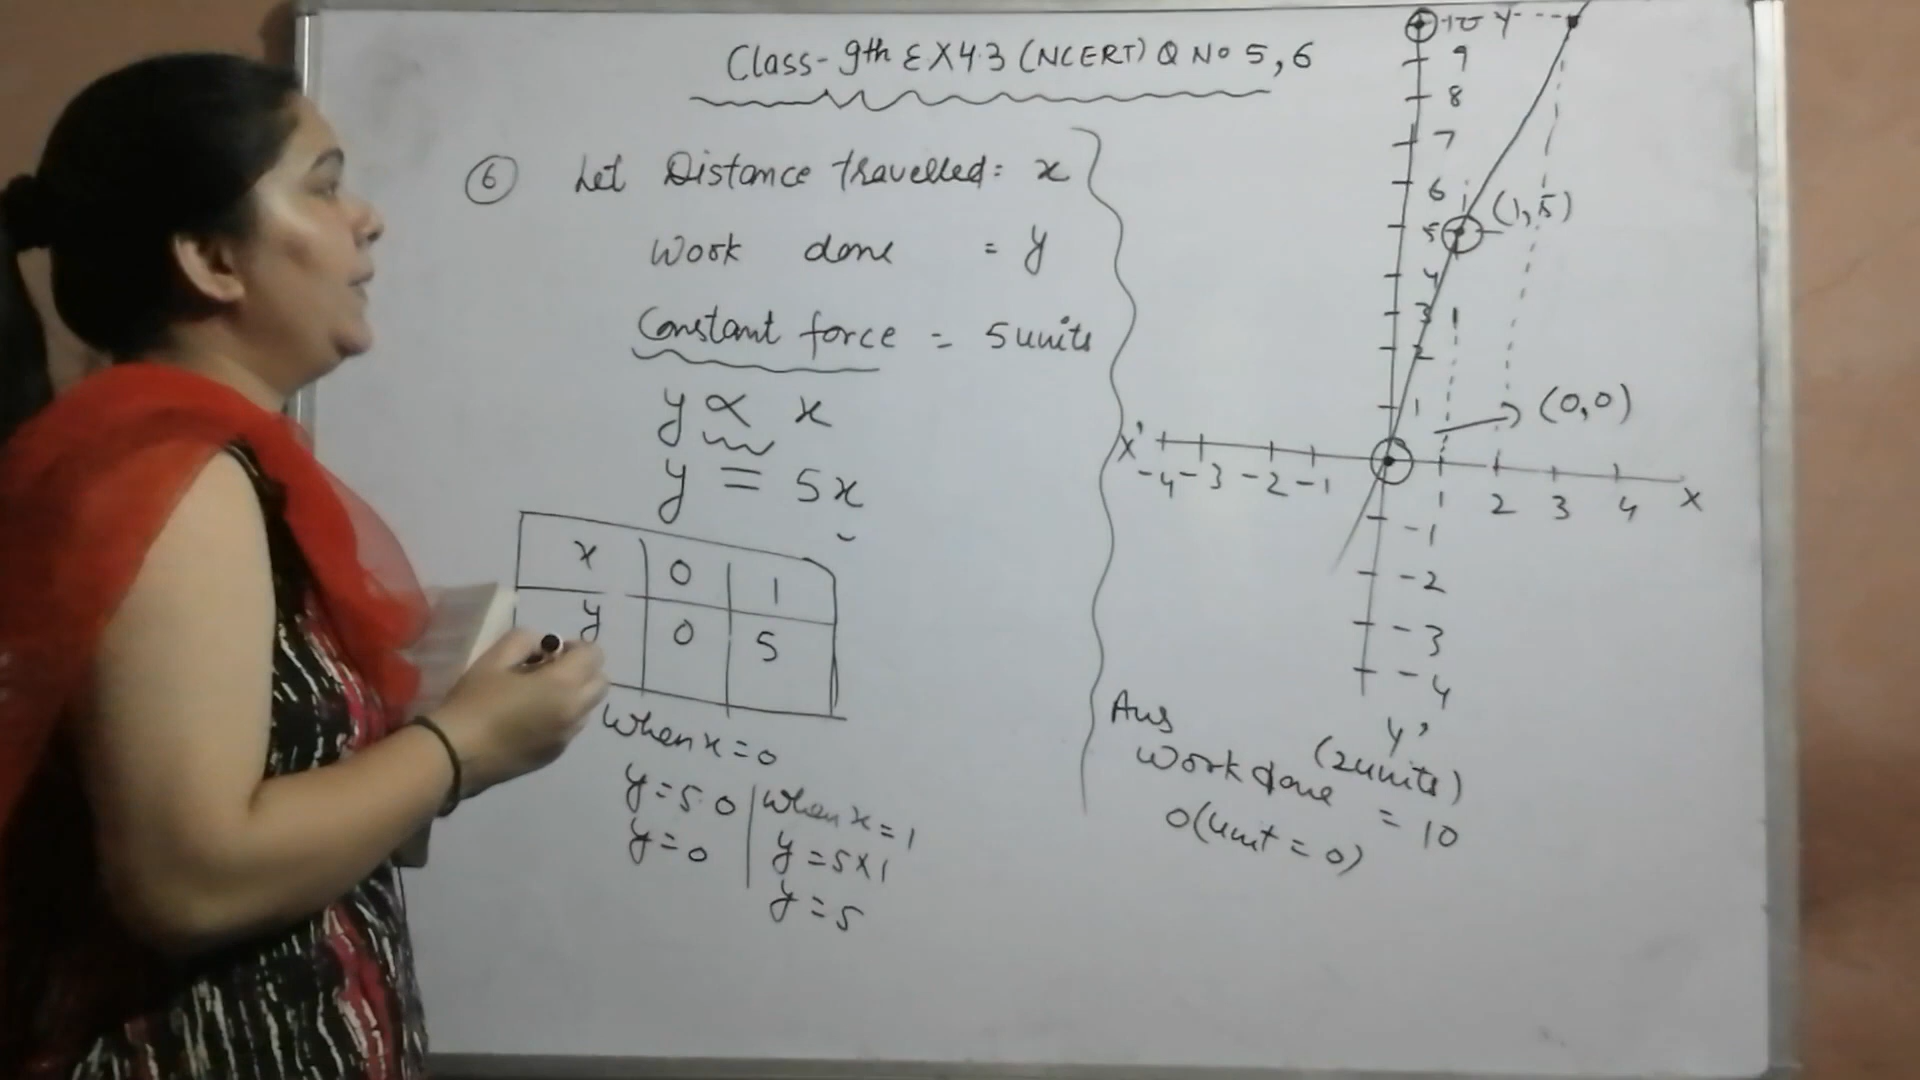 Class-9th EX4.3 (NCERT) Q No 5,6
6 Let Distance travelled: x
Work done = y
Constant force = 5 units
y ∝ x
y = 5x
x 0 1
y 0 5
When x = 0
y = 5.0
y = 0
When x = 1
y = 5×1
y = 5
10 Y
9
8
7
6
(1,5)
5
4
3
2
1
(0,0)
X' -4 -3 -2 -1 1 2 3 4 X
-1
-2
-3
-4
Y'
Ans
Work done (2units) = 10
0(unit = 0)